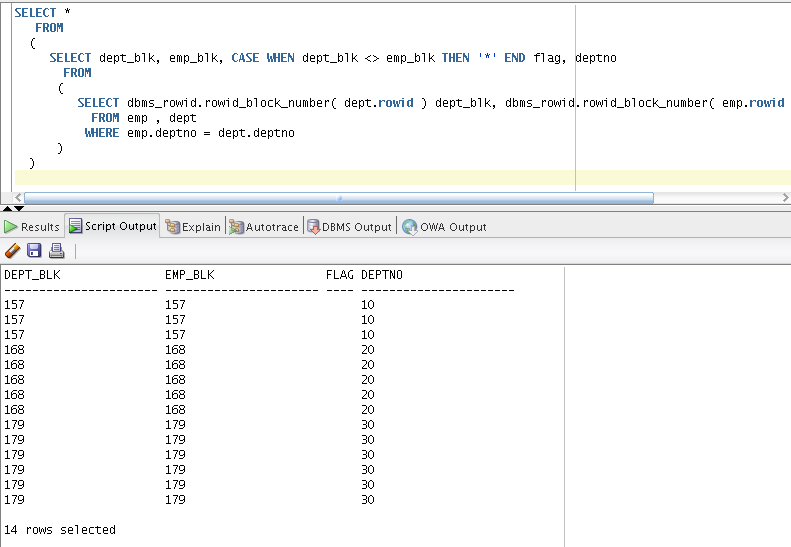 SELECT *
FROM
(
SELECT dept_blk, emp_blk, CASE WHEN dept_blk <> emp_blk THEN '*' END flag, deptno
FROM
(
SELECT dbms_rowid.rowid_block_number( dept.rowid ) dept_blk, dbms_rowid.rowid_block_number( emp.rowid
FROM emp , dept
WHERE emp.deptno = dept.deptno
)
)
Results Script Output Explain Autotrace DBMS Output OWA Output
DEPT_BLK EMP_BLK FLAG DEPTNO
---------------------- ---------------------- ---- ----------------------
157 157 10
157 157 10
157 157 10
168 168 20
168 168 20
168 168 20
168 168 20
168 168 20
179 179 30
179 179 30
179 179 30
179 179 30
179 179 30
179 179 30
14 rows selected